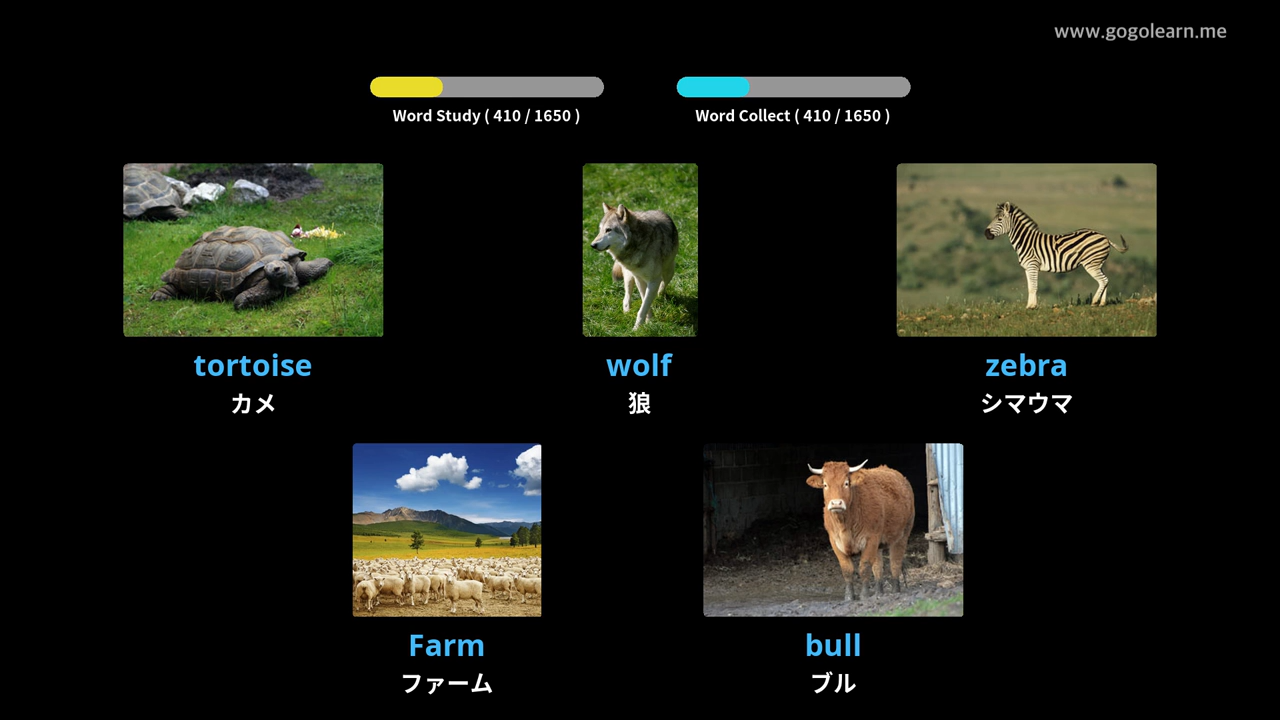 www.gogolearn.me
Word Study ( 410 / 1650 )
Word Collect ( 410 / 1650 )
tortoise
カメ
wolf
狼
zebra
シマウマ
Farm
ファーム
bull
ブル